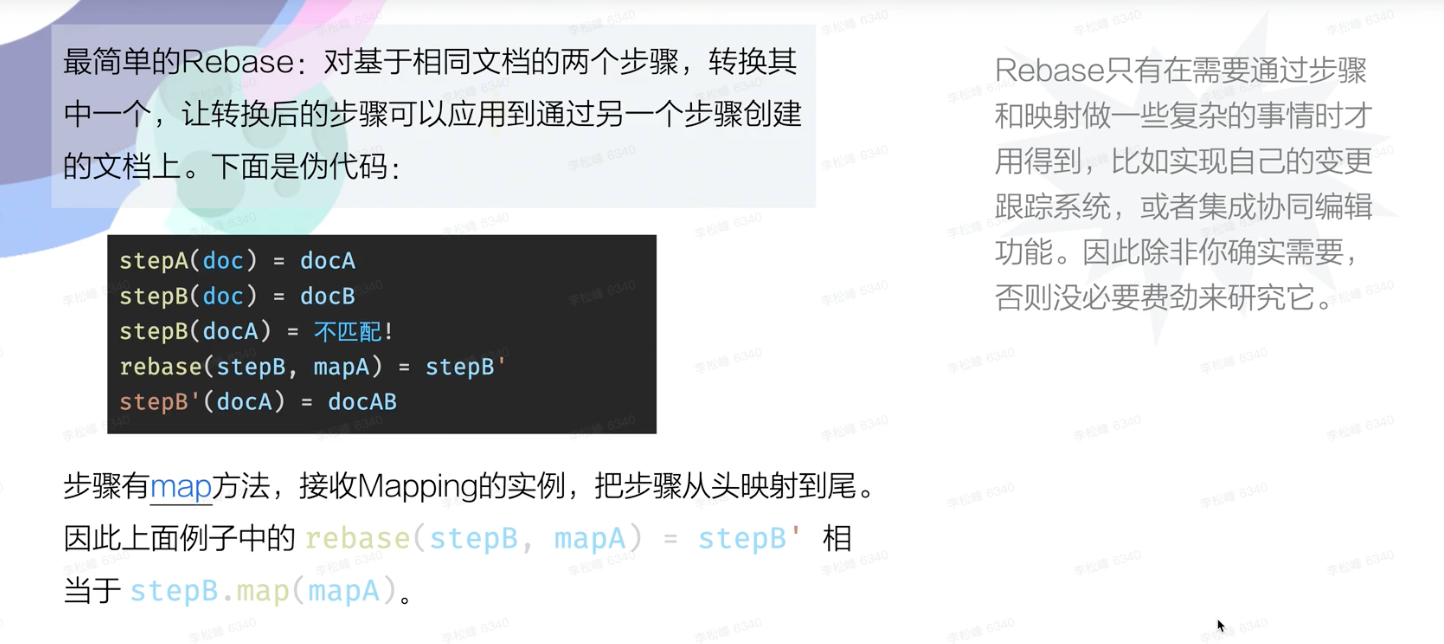 最简单的Rebase：对基于相同文档的两个步骤，转换其
中一个，让转换后的步骤可以应用到通过另一个步骤创建
的文档上。下面是伪代码：
stepA(doc) = docA
stepB(doc) = docB
stepB(docA) = 不匹配!
rebase(stepB, mapA) = stepB'
stepB'(docA) = docAB
步骤有map方法，接收Mapping的实例，把步骤从头映射到尾。
因此上面例子中的 rebase(stepB, mapA) = stepB' 相
当于 stepB.map(mapA)。
Rebase只有在需要通过步骤
和映射做一些复杂的事情时才
用得到，比如实现自己的变更
跟踪系统，或者集成协同编辑
功能。因此除非你确实需要，
否则没必要费劲来研究它。
李松峰 6340